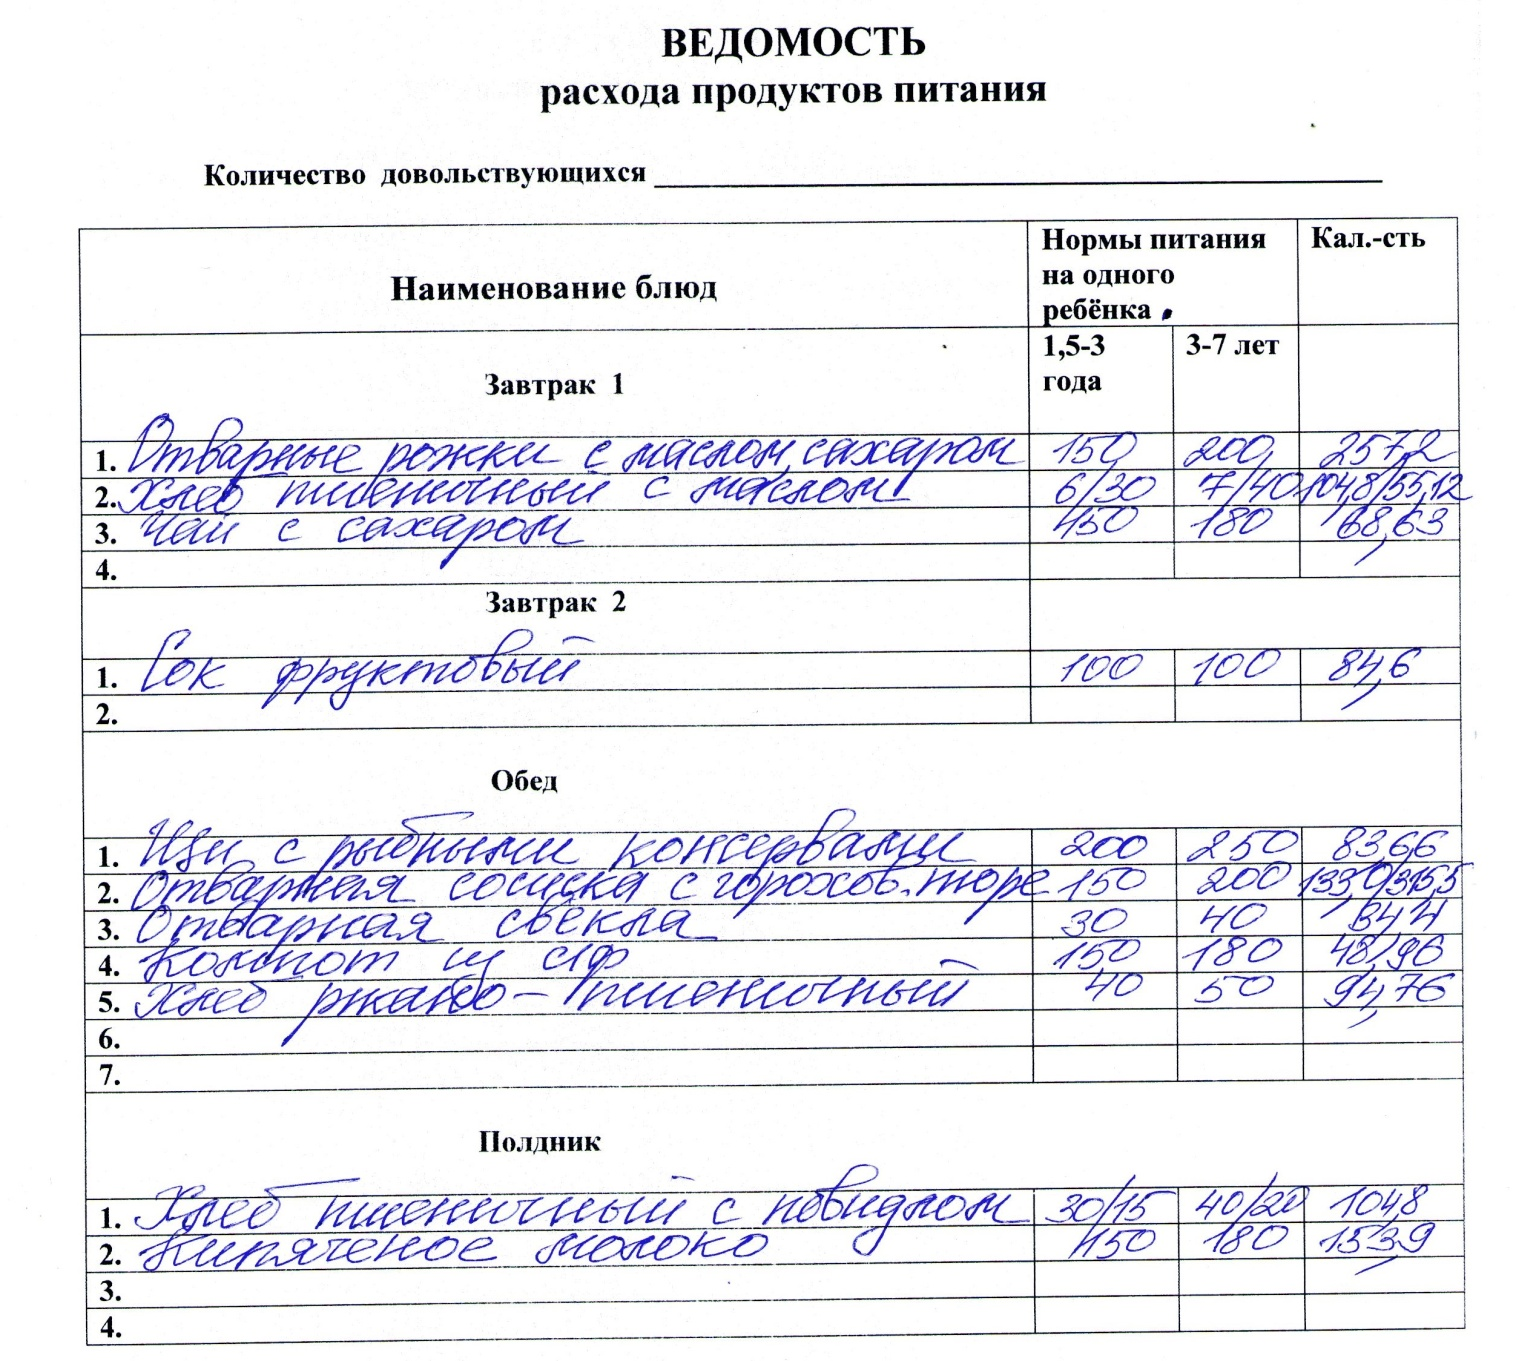 ВЕДОМОСТЬ
расхода продуктов питания
Количество довольствующихся
Наименование блюд
Нормы питания на одного ребёнка
Кал.-сть
Завтрак 1
1,5-3 года
3-7 лет
1. Отварные рожки с маслом, сахаром 150 200 257,2
2. Хлеб пшеничный с маслом 6/30 7/40 104,8/55,12
3. Чай с сахаром 150 180 68,63
4.
Завтрак 2
1. Сок фруктовый 100 100 84,6
2.
Обед
1. Щи с рыбными консервами 200 250 83,66
2. Отварная сосиска с горохов. пюре 150 200
3. Отварная свёкла 30 40 34,4
4. Компот из с/ф 150 180 48,96
5. Хлеб ржано-пшеничный 40 50 94,76
6.
7.
Полдник
1. Хлеб пшеничный с повидлом 30/15 40/20 104,8
2. Кипяченое молоко 150 180 153,9
3.
4.